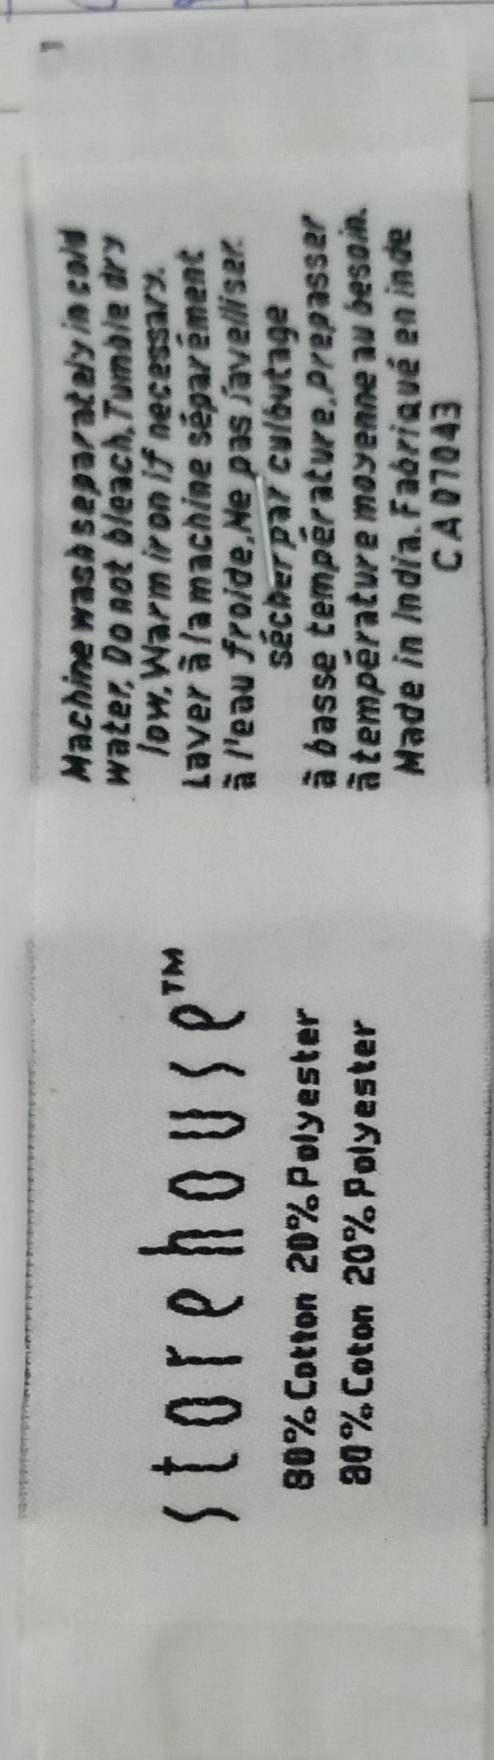 storehouse™
80% Cotton 20% Polyester
80% Coton 20% Polyester
Machine wash separately in cold
water. Do not bleach. Tumble dry
low. Warm iron if necessary.
Laver à la machine séparément
à l'eau froide. Ne pas javelliser.
sécher par culbutage
à basse température. Prepasser
à température moyenne au besoin.
Made in India. Fabriqué en inde
CA 07043